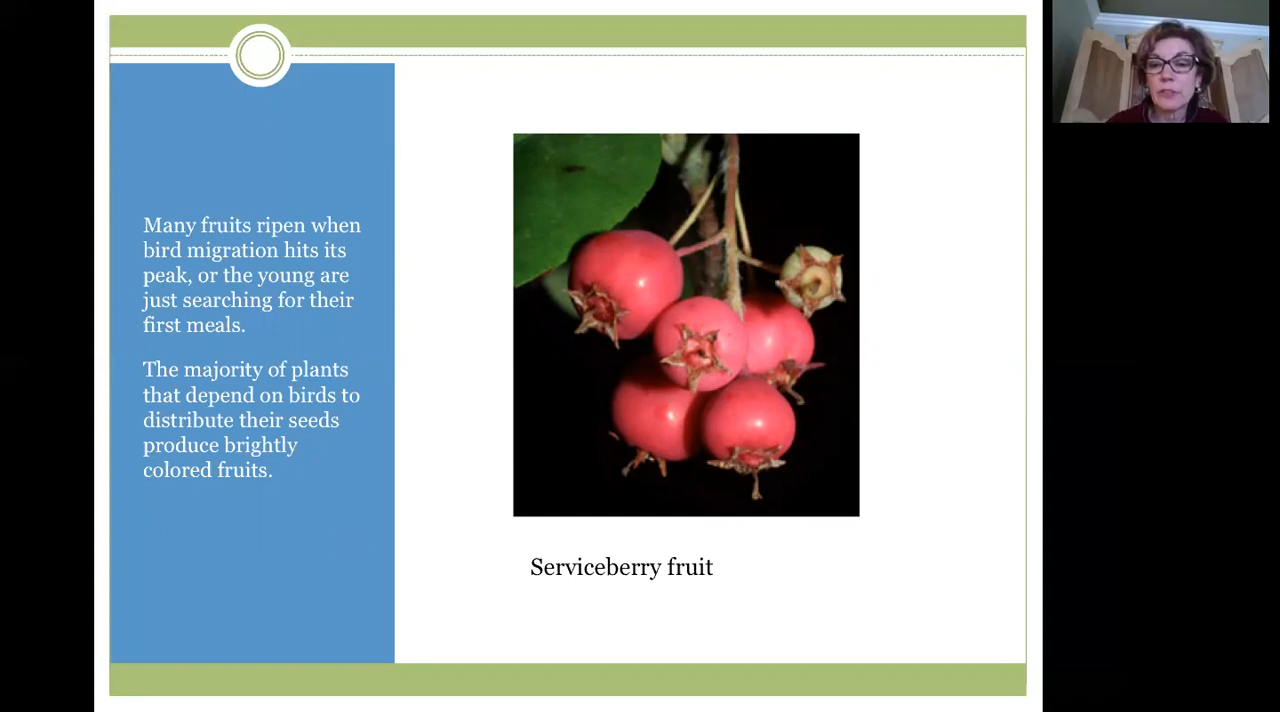 Many fruits ripen when
bird migration hits its
peak, or the young are
just searching for their
first meals.
The majority of plants
that depend on birds to
distribute their seeds
produce brightly
colored fruits.
Serviceberry fruit